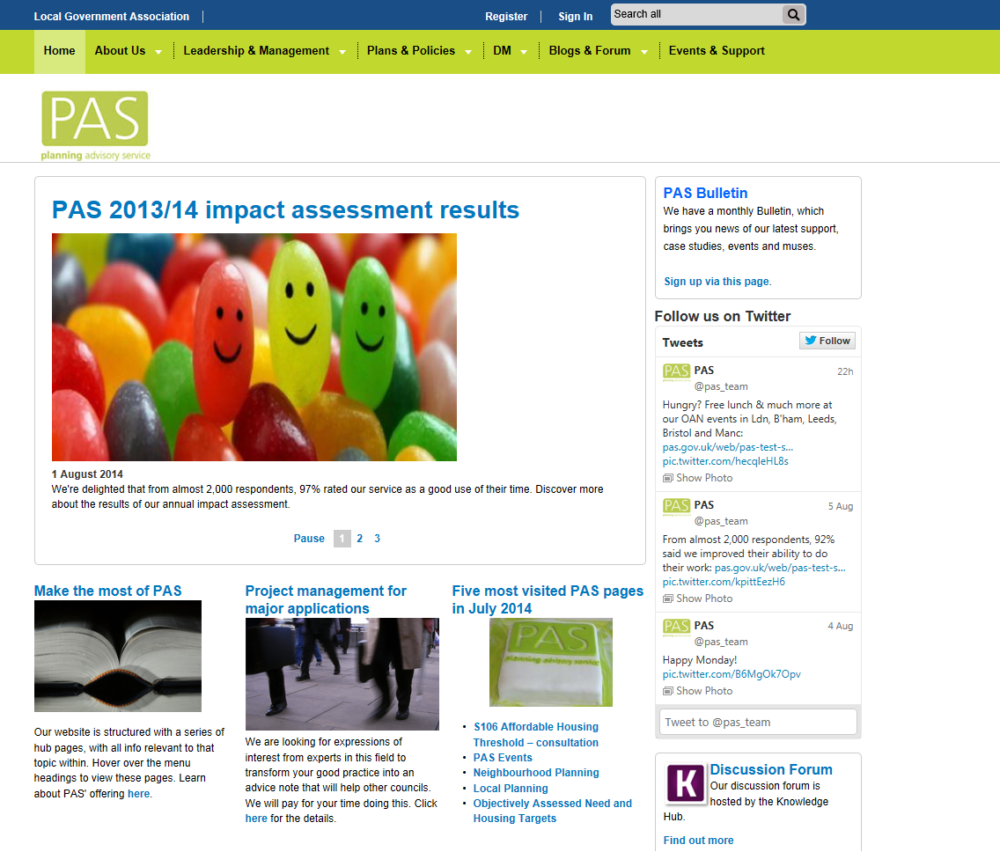 Local Government Association
Register
Sign In
Search all
Home
About Us
Leadership & Management
Plans & Policies
DM
Blogs & Forum
Events & Support
PAS
planning advisory service
PAS 2013/14 impact assessment results
1 August 2014
We're delighted that from almost 2,000 respondents, 97% rated our service as a good use of their time. Discover more
about the results of our annual impact assessment.
Pause 1 2 3
Make the most of PAS
Our website is structured with a series of
hub pages, with all info relevant to that
topic within. Hover over the menu
headings to view these pages. Learn
about PAS' offering here.
Project management for
major applications
We are looking for expressions of
interest from experts in this field to
transform your good practice into an
advice note that will help other councils.
We will pay for your time doing this. Click
here for the details.
Five most visited PAS pages
in July 2014
PAS
planning advisory service
• S106 Affordable Housing
Threshold – consultation
• PAS Events
• Neighbourhood Planning
• Local Planning
• Objectively Assessed Need and
Housing Targets
PAS Bulletin
We have a monthly Bulletin, which
brings you news of our latest support,
case studies, events and muses.
Sign up via this page.
Follow us on Twitter
Tweets
Follow
PAS
PAS
22h
@pas_team
Hungry? Free lunch & much more at
our OAN events in Ldn, B'ham, Leeds,
Bristol and Manc:
pas.gov.uk/web/pas-test-s...
pic.twitter.com/hecqIeHL8s
Show Photo
PAS
PAS
5 Aug
@pas_team
From almost 2,000 respondents, 92%
said we improved their ability to do
their work: pas.gov.uk/web/pas-test-s...
pic.twitter.com/kpittEezH6
Show Photo
PAS
PAS
4 Aug
@pas_team
Happy Monday!
pic.twitter.com/B6MgOk7Opv
Show Photo
Tweet to @pas_team
K
Discussion Forum
Our discussion forum is
hosted by the Knowledge
Hub.
Find out more